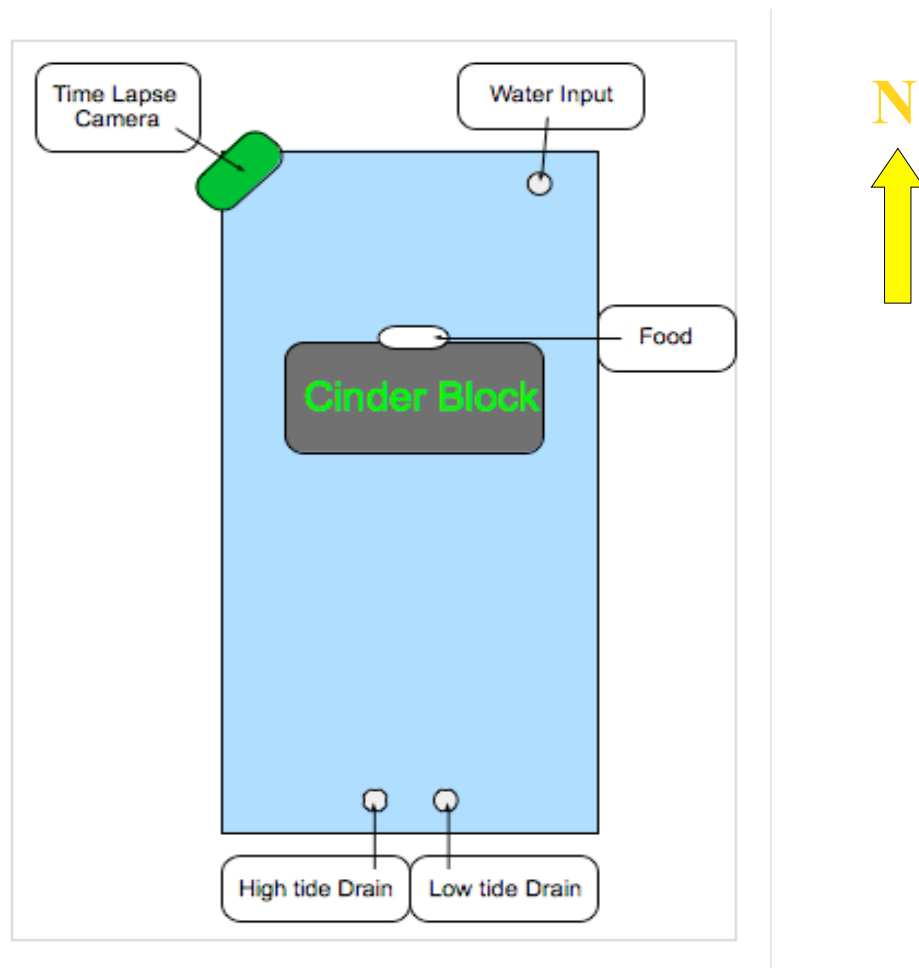 Time Lapse
Camera
Water Input
N
Food
Cinder Block
High tide Drain
Low tide Drain